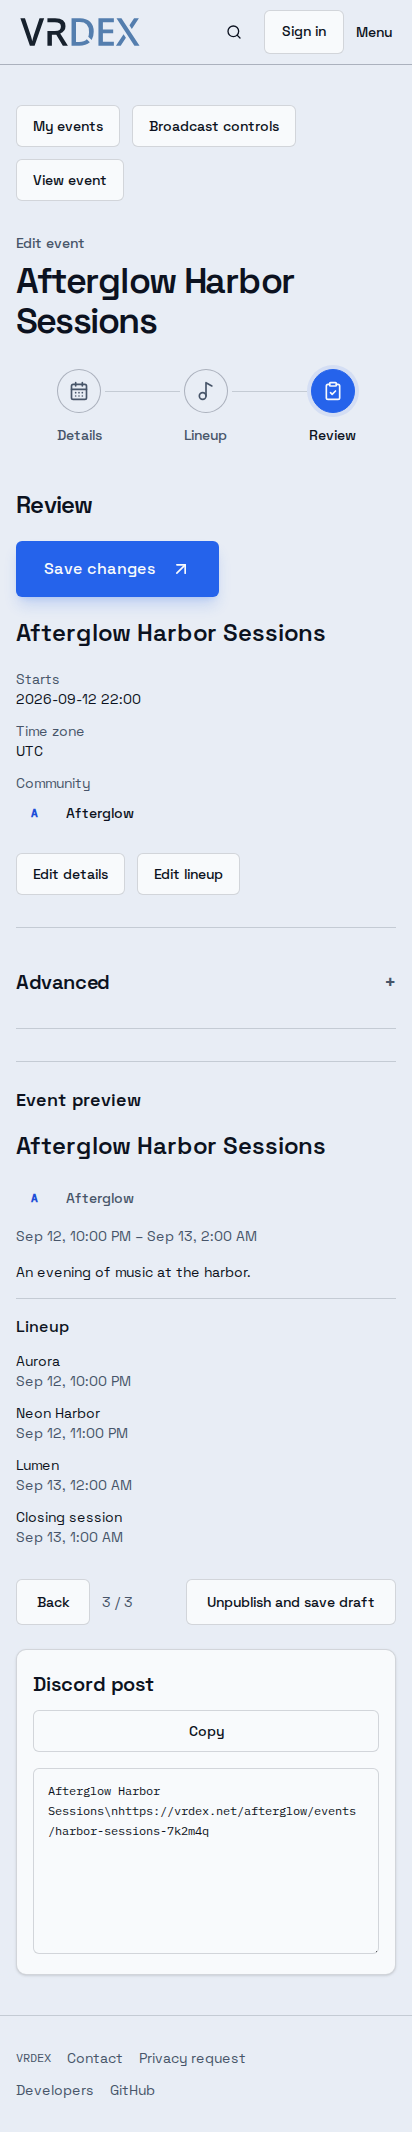 VRDEX
Sign in
Menu
My events
Broadcast controls
View event
Edit event
Afterglow Harbor
Sessions
Details
Lineup
Review
Review
Save changes
Afterglow Harbor Sessions
Starts
2026-09-12 22:00
Time zone
UTC
Community
A Afterglow
Edit details
Edit lineup
Advanced +
Event preview
Afterglow Harbor Sessions
A Afterglow
Sep 12, 10:00 PM – Sep 13, 2:00 AM
An evening of music at the harbor.
Lineup
Aurora
Sep 12, 10:00 PM
Neon Harbor
Sep 12, 11:00 PM
Lumen
Sep 13, 12:00 AM
Closing session
Sep 13, 1:00 AM
Back
3 / 3
Unpublish and save draft
Discord post
Copy
Afterglow Harbor
Sessions\nhttps://vrdex.net/afterglow/events
/harbor-sessions-7k2m4q
VRDEX Contact Privacy request
Developers GitHub